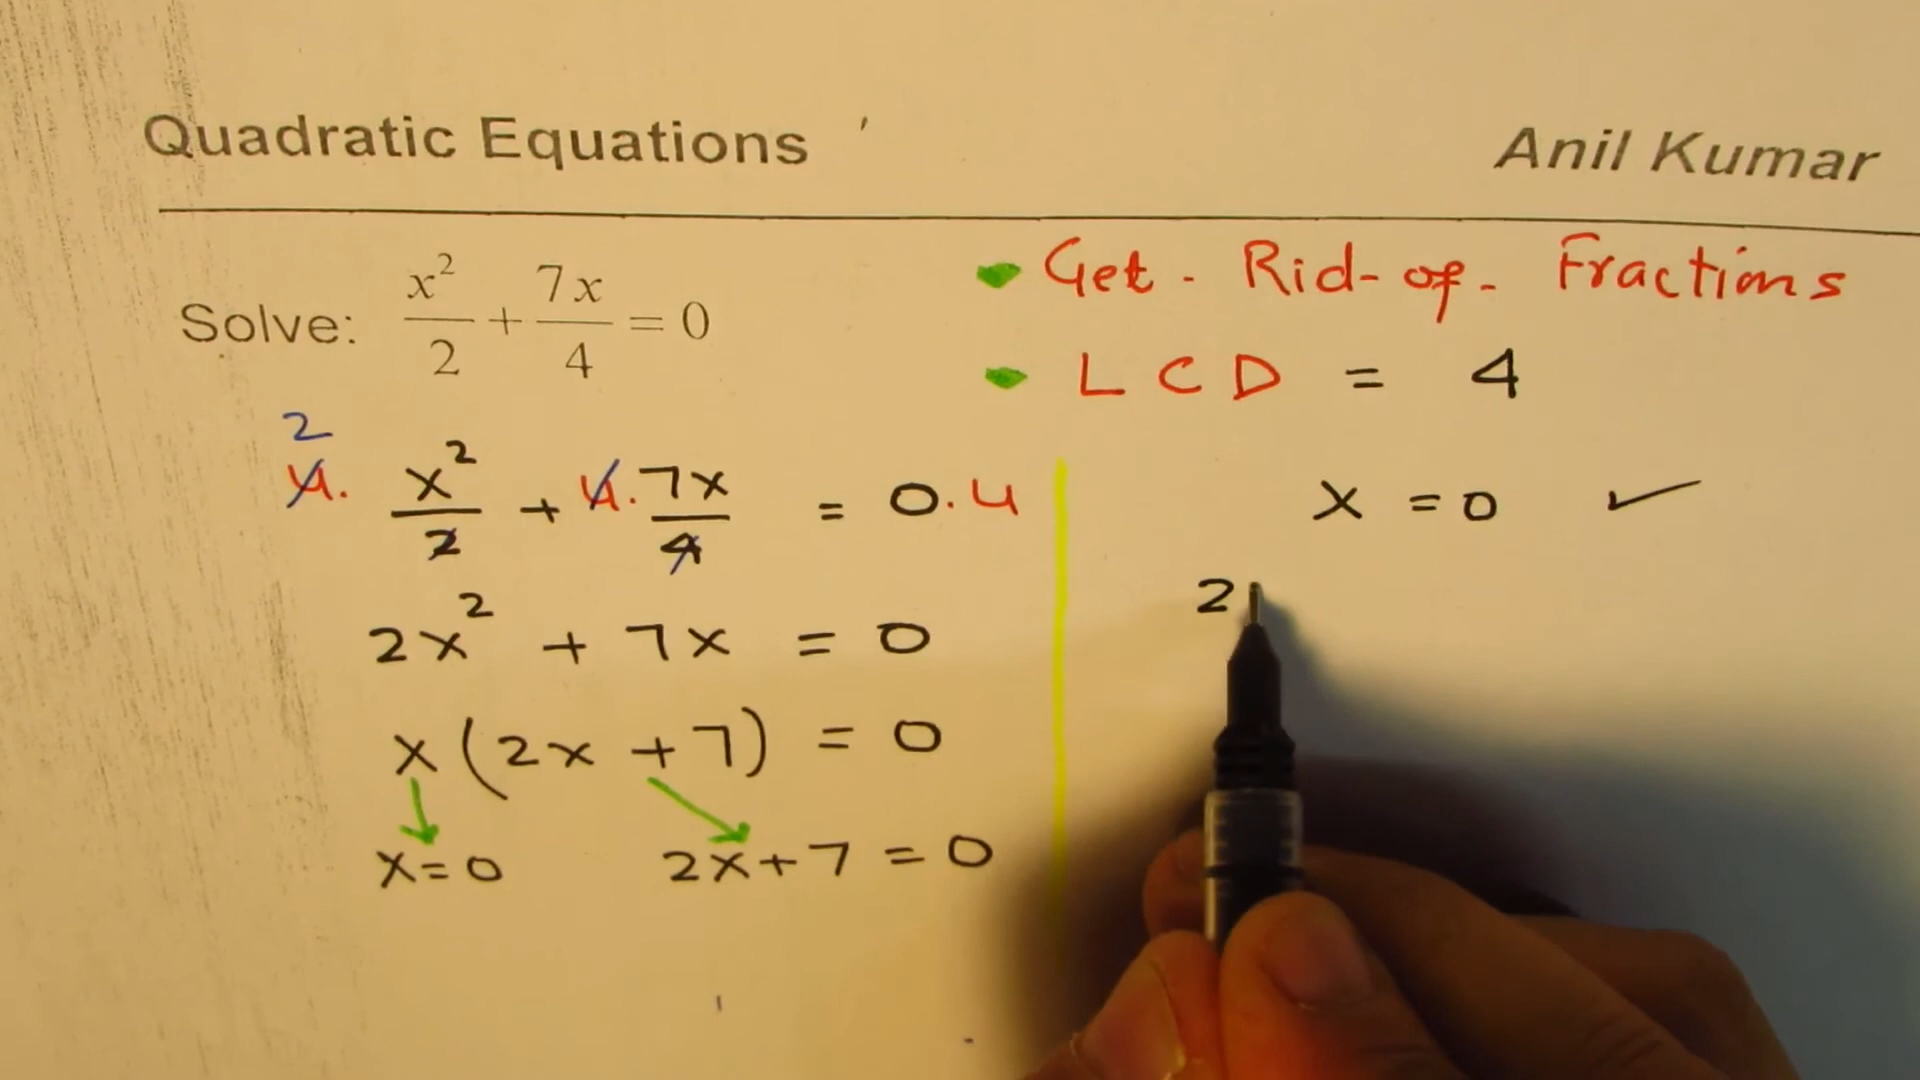 Quadratic Equations
Anil Kumar
Solve: x²/2 + 7x/4 = 0
• Get - Rid-of- Fractions
• LCD = 4
2
4. x²/2 + 4. 7x/4 = 0.4
2x² + 7x = 0
x(2x + 7) = 0
x=0 2x+7 = 0
x = 0 ✓
2